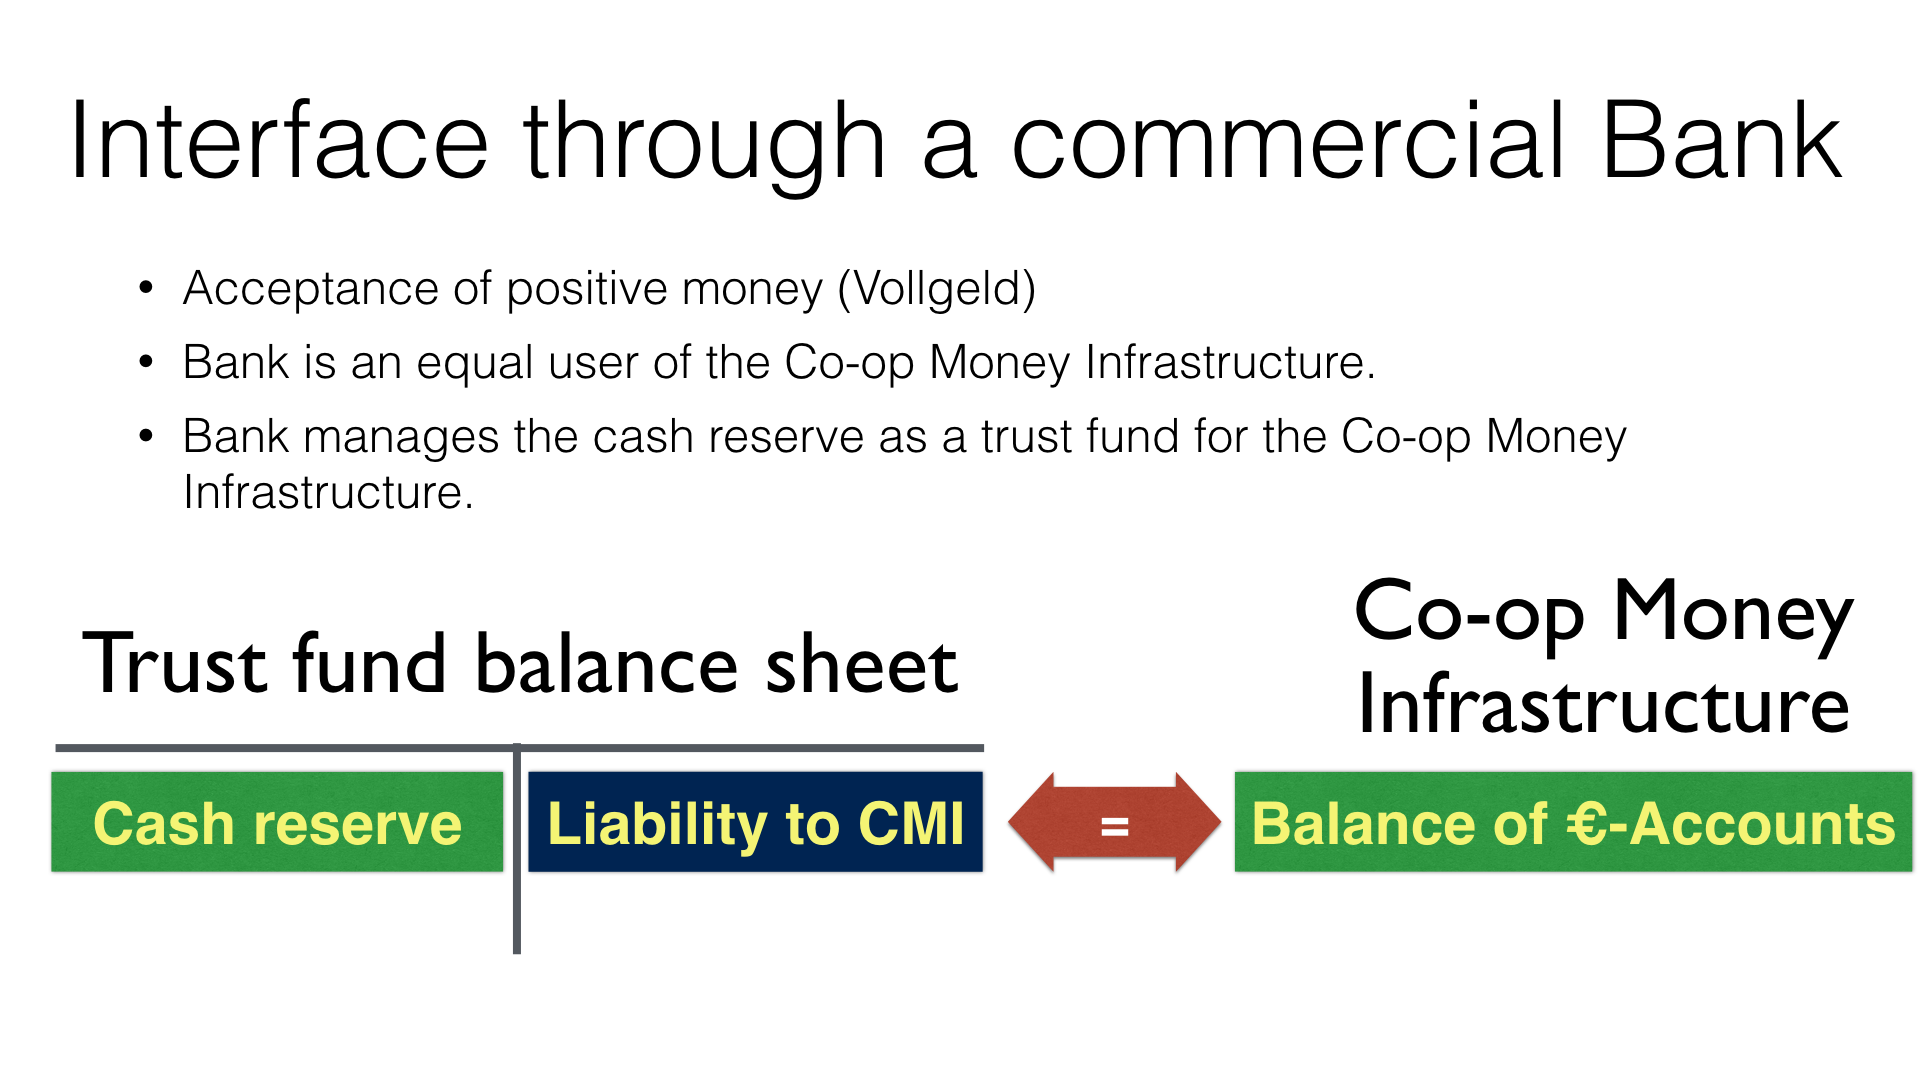 Interface through a commercial Bank
• Acceptance of positive money (Vollgeld)
• Bank is an equal user of the Co-op Money Infrastructure.
• Bank manages the cash reserve as a trust fund for the Co-op Money
Infrastructure.
Trust fund balance sheet
Co-op Money
Infrastructure
Cash reserve
Liability to CMI
=
Balance of €-Accounts